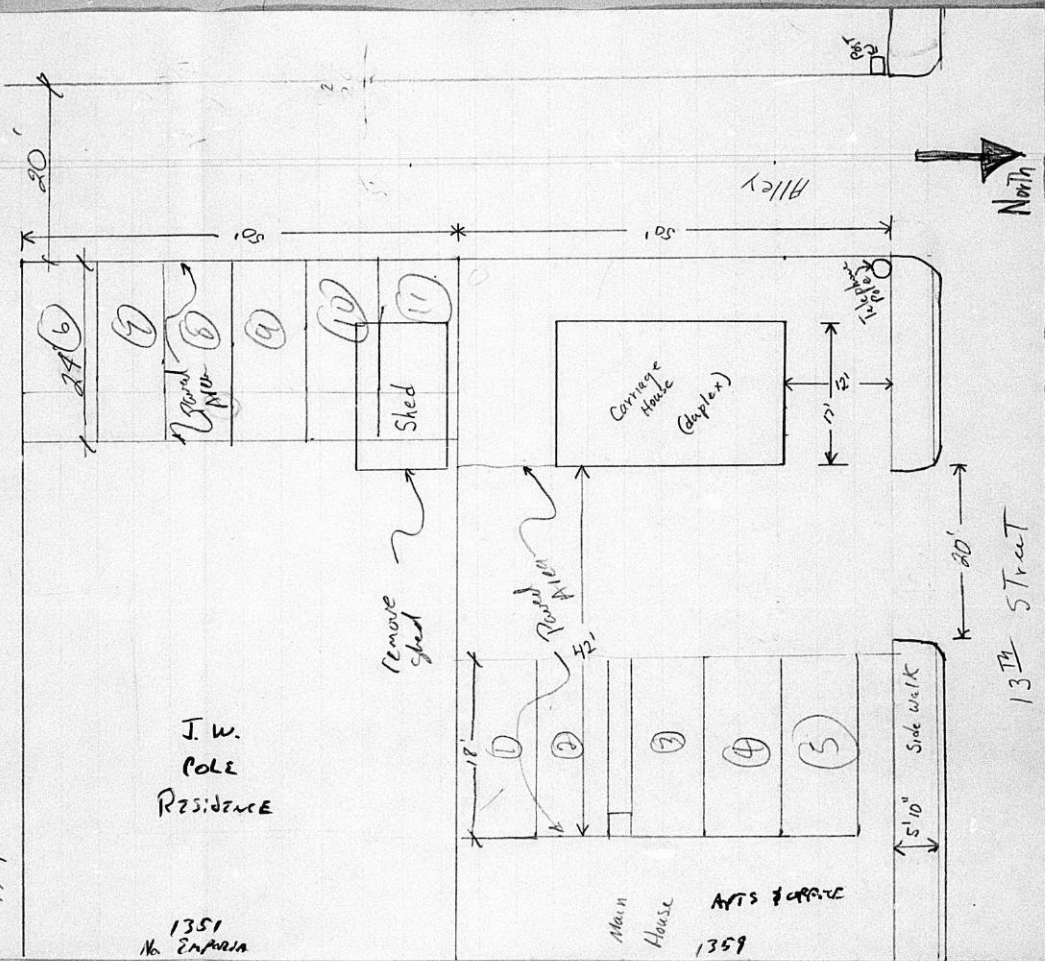 Post
20'
Alley
North
50'
50'
Telephone
pole
24'
6
7
8
9
10
11
Paved
Area
Shed
Carriage
House
(duplex)
12'
20'
13TH STreeT
remove
shed
Paved
Area
42'
18'
1
2
3
4
5
Side Walk
5'10"
J. W.
POLE
RESIDENCE
1351
No. EMPORIA
Main
House
APTS & OFFICE
1359